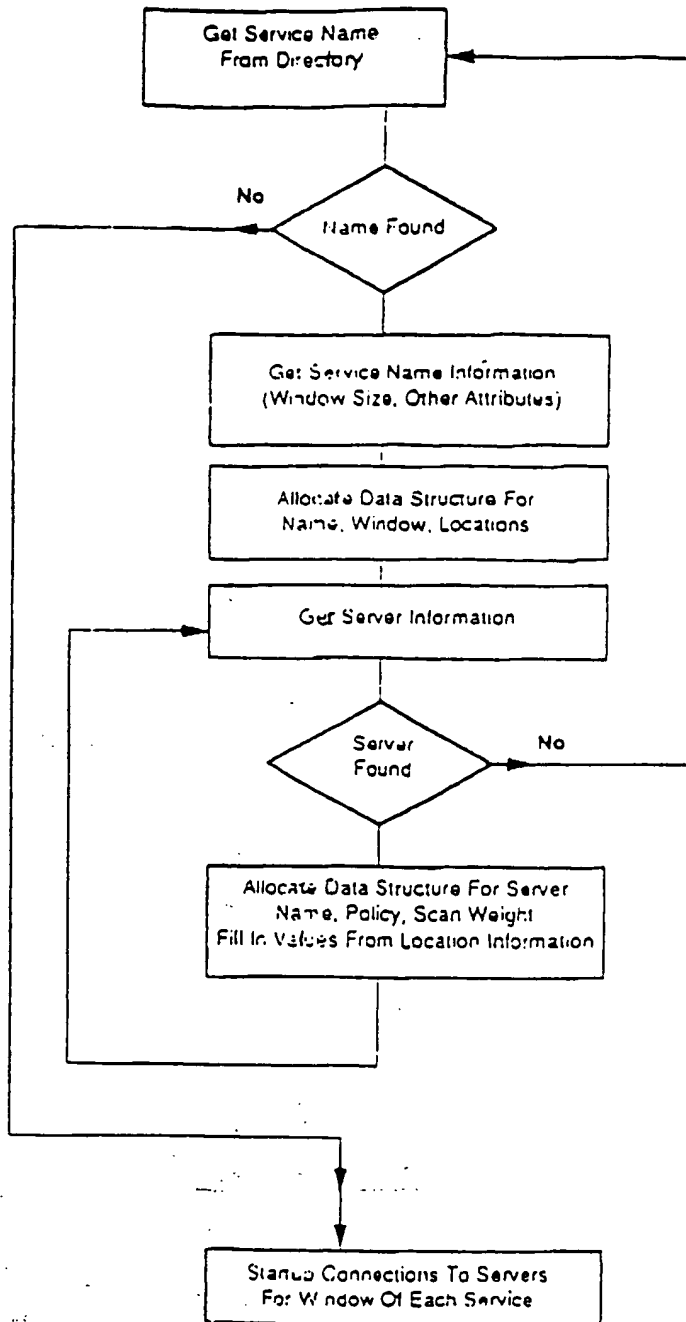 Get Service Name
From Directory
No
Name Found
Get Service Name Information
(Window Size, Other Attributes)
Allocate Data Structure For
Name, Window, Locations
Get Server Information
Server
Found
No
Allocate Data Structure For Server
Name, Policy, Scan Weight
Fill In Values From Location Information
Startup Connections To Servers
For Window Of Each Service